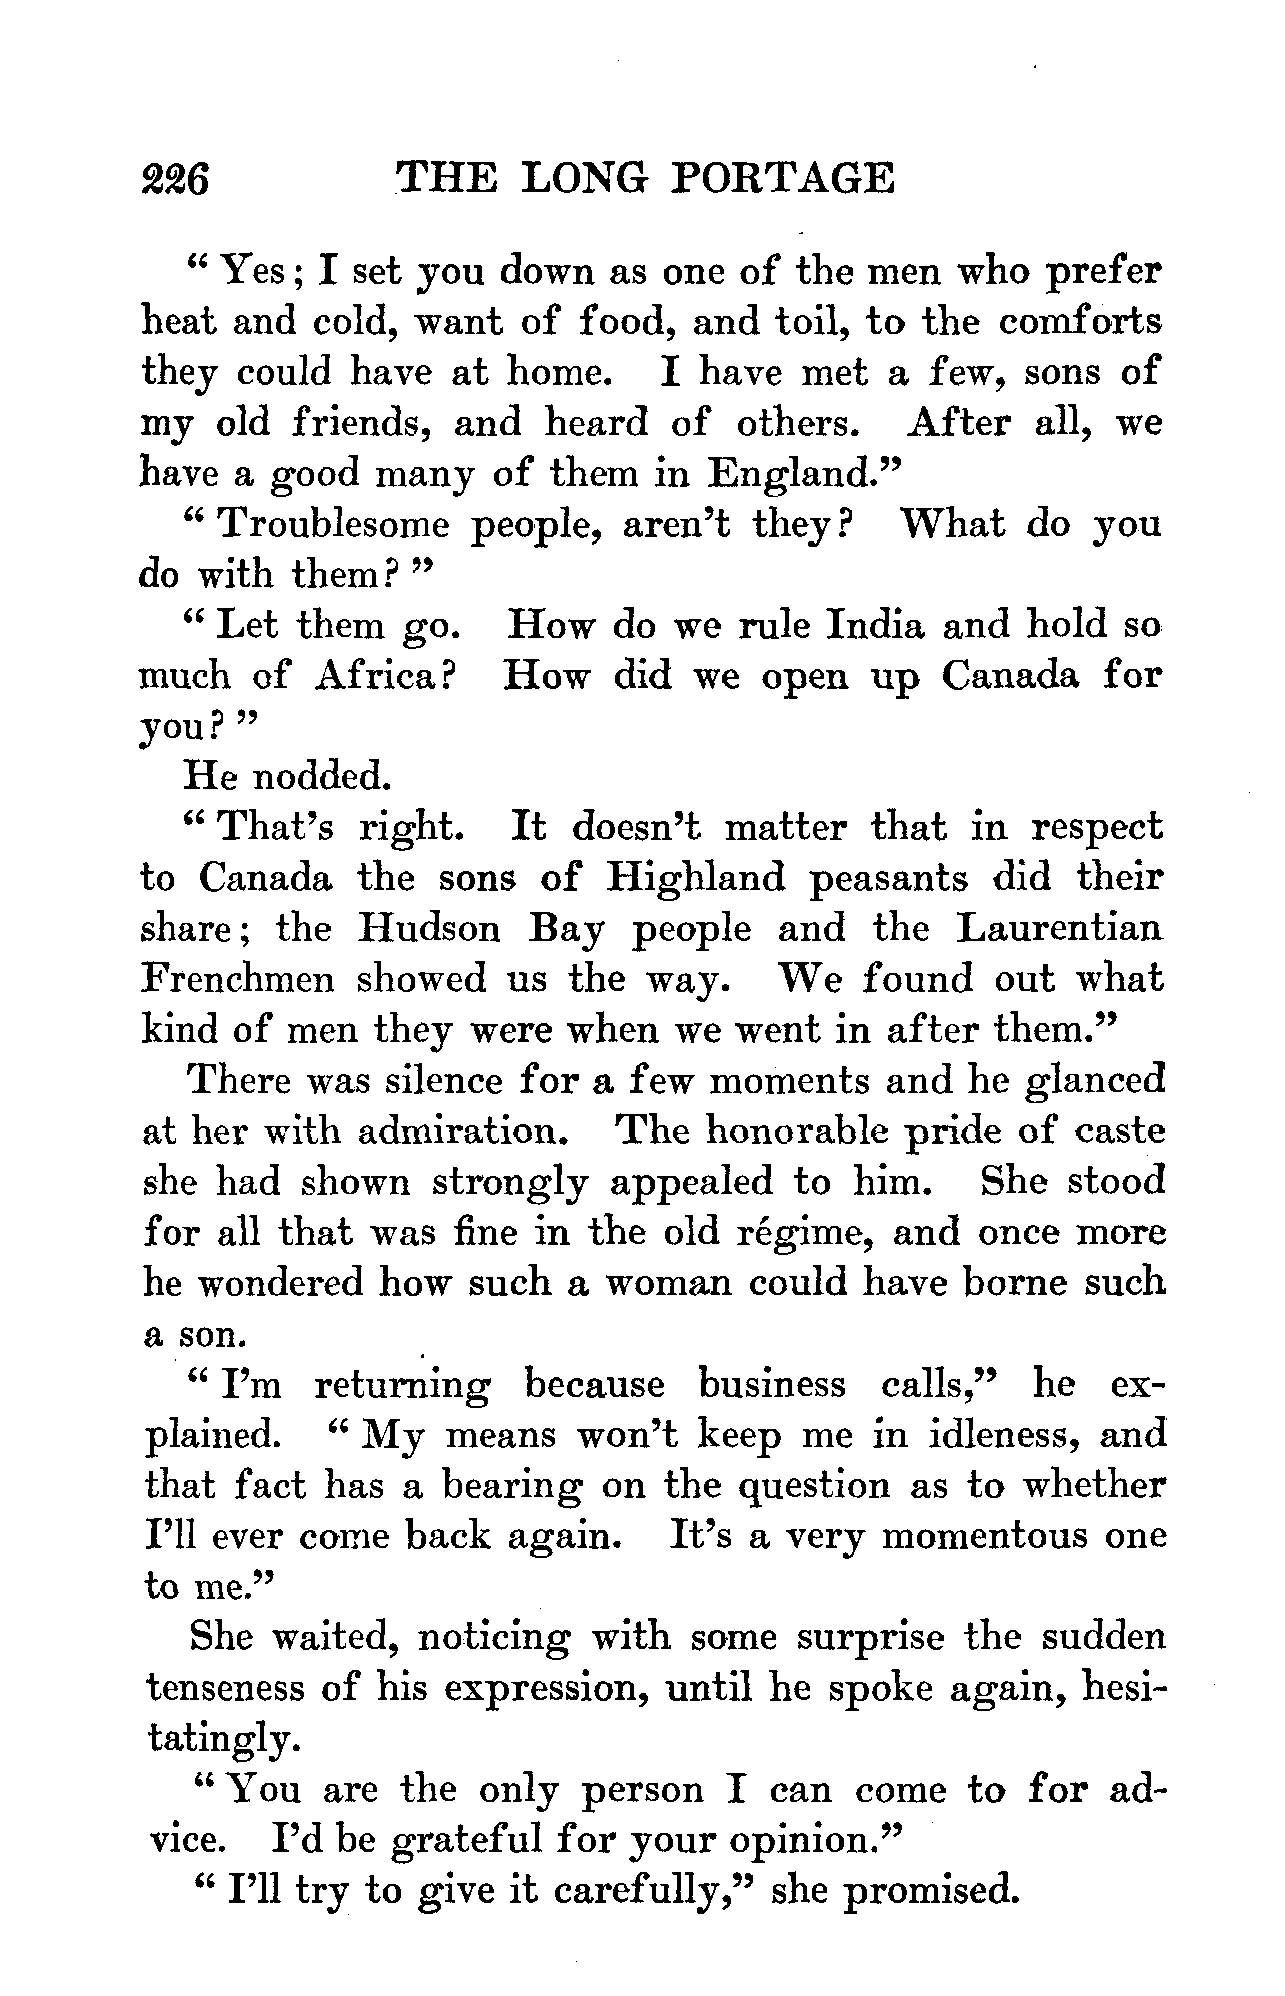 226 THE LONG PORTAGE
“ Yes ; I set you down as one of the men who prefer
heat and cold, want of food, and toil, to the comforts
they could have at home. I have met a few, sons of
my old friends, and heard of others. After all, we
have a good many of them in England.”
“ Troublesome people, aren’t they? What do you
do with them? ”
“ Let them go. How do we rule India and hold so
much of Africa? How did we open up Canada for
you? ”
He nodded.
“ That’s right. It doesn’t matter that in respect
to Canada the sons of Highland peasants did their
share; the Hudson Bay people and the Laurentian
Frenchmen showed us the way. We found out what
kind of men they were when we went in after them.”
There was silence for a few moments and he glanced
at her with admiration. The honorable pride of caste
she had shown strongly appealed to him. She stood
for all that was fine in the old régime, and once more
he wondered how such a woman could have borne such
a son.
“ I’m returning because business calls,” he ex-
plained. “ My means won’t keep me in idleness, and
that fact has a bearing on the question as to whether
I’ll ever come back again. It’s a very momentous one
to me.”
She waited, noticing with some surprise the sudden
tenseness of his expression, until he spoke again, hesi-
tatingly.
“ You are the only person I can come to for ad-
vice. I’d be grateful for your opinion.”
“ I’ll try to give it carefully,” she promised.